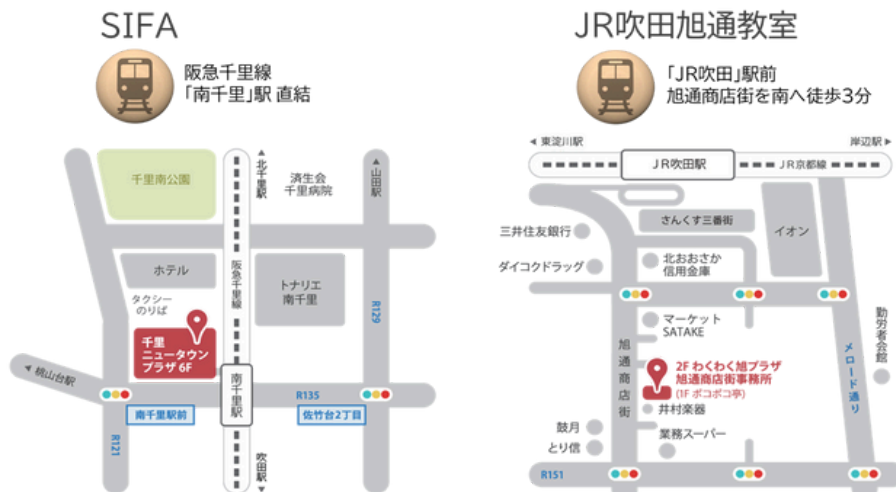 SIFA
阪急千里線
「南千里」駅 直結
千里南公園
▲北千里駅
済生会
千里病院
▲山田駅
ホテル
阪急千里線
トナリエ
南千里
タクシー
のりば
R129
千里
ニュータウン
プラザ 6F
◀ 桃山台駅
南千里駅
R135
南千里駅前
佐竹台2丁目
R121
吹田駅▼
JR吹田旭通教室
「JR吹田」駅前
旭通商店街を南へ徒歩3分
◀ 東淀川駅
岸辺駅▶
JR吹田駅
JR京都線
さんくす三番街
イオン
三井住友銀行
ダイコクドラッグ
北おおさか
信用金庫
マーケット
SATAKE
旭通商店街
メロード通り
勤労者会館
2F わくわく旭プラザ
旭通商店街事務所
(1F ポコポコ亭)
井村楽器
鼓月
とり信
業務スーパー
R151